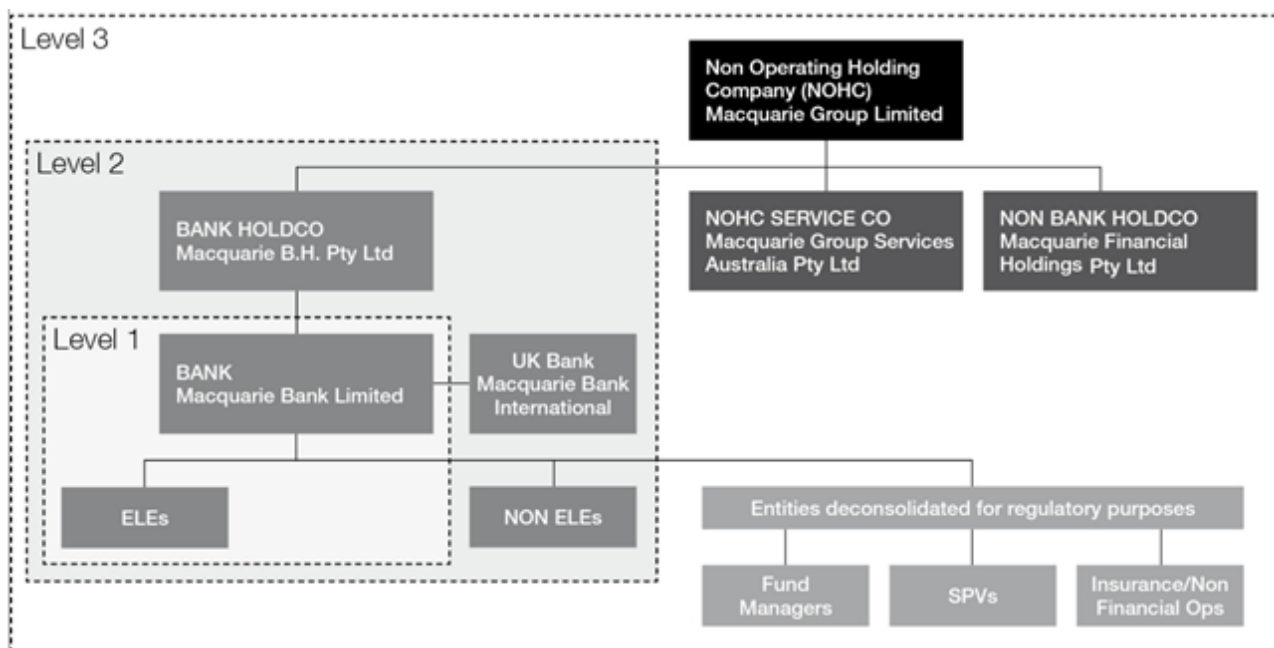 Level 3
Non Operating Holding
Company (NOHC)
Macquarie Group Limited
Level 2
BANK HOLDCO
Macquarie B.H. Pty Ltd
NOHC SERVICE CO
Macquarie Group Services
Australia Pty Ltd
NON BANK HOLDCO
Macquarie Financial
Holdings Pty Ltd
Level 1
BANK
Macquarie Bank Limited
UK Bank
Macquarie Bank
International
ELEs
NON ELEs
Entities deconsolidated for regulatory purposes
Fund
Managers
SPVs
Insurance/Non
Financial Ops